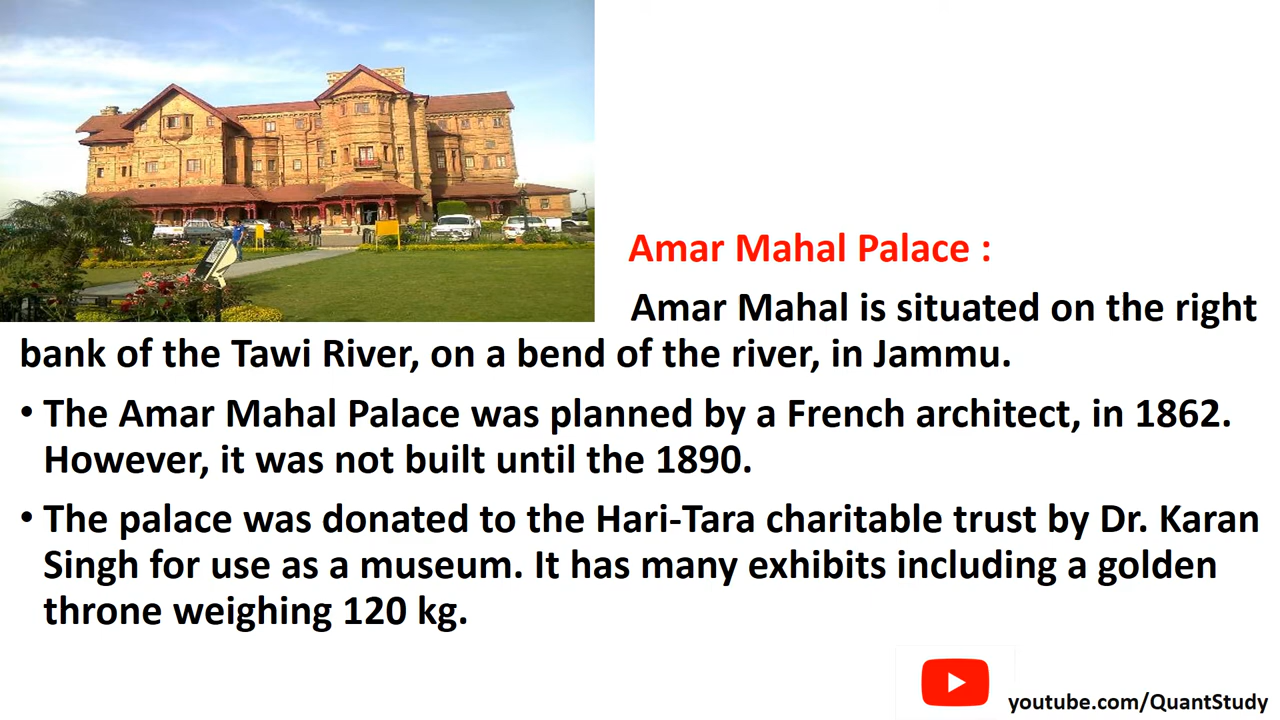 Amar Mahal Palace :
Amar Mahal is situated on the right
bank of the Tawi River, on a bend of the river, in Jammu.
• The Amar Mahal Palace was planned by a French architect, in 1862.
However, it was not built until the 1890.
• The palace was donated to the Hari-Tara charitable trust by Dr. Karan
Singh for use as a museum. It has many exhibits including a golden
throne weighing 120 kg.
youtube.com/QuantStudy